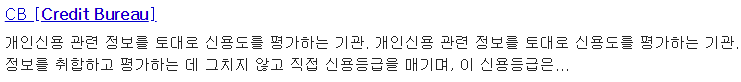 CB [Credit Bureau]
개인신용 관련 정보를 토대로 신용도를 평가하는 기관. 개인신용 관련 정보를 토대로 신용도를 평가하는 기관.
정보를 취합하고 평가하는 데 그치지 않고 직접 신용등급을 매기며, 이 신용등급은...